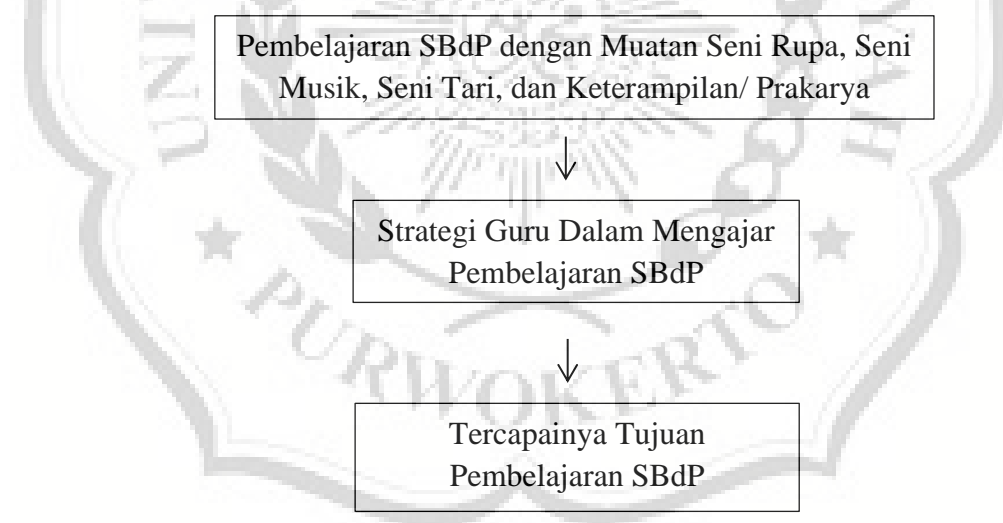 Pembelajaran SBdP dengan Muatan Seni Rupa, Seni
Musik, Seni Tari, dan Keterampilan/ Prakarya
Strategi Guru Dalam Mengajar
Pembelajaran SBdP
Tercapainya Tujuan
Pembelajaran SBdP
PURWOKERTO